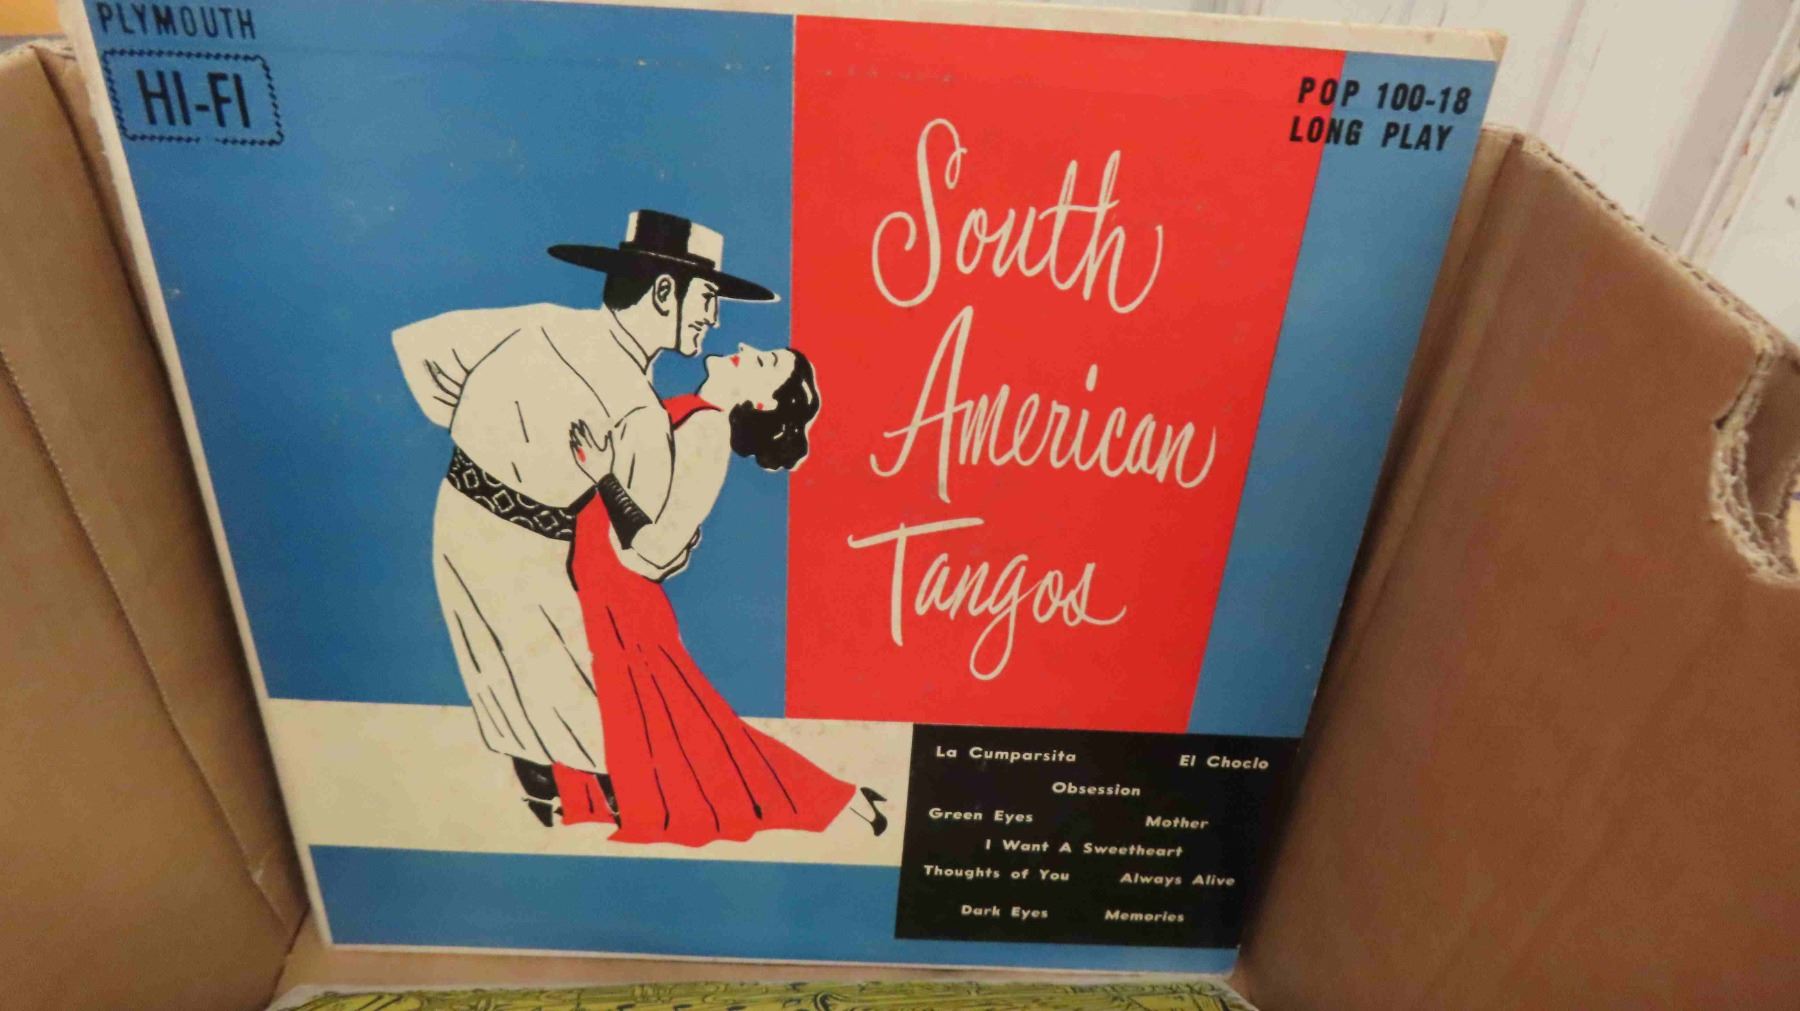 PLYMOUTH
HI-FI
POP 100-18
LONG PLAY
South
American
Tangos
La Cumparsita El Choclo
Obsession
Green Eyes Mother
I Want A Sweetheart
Thoughts of You Always Alive
Dark Eyes Memories